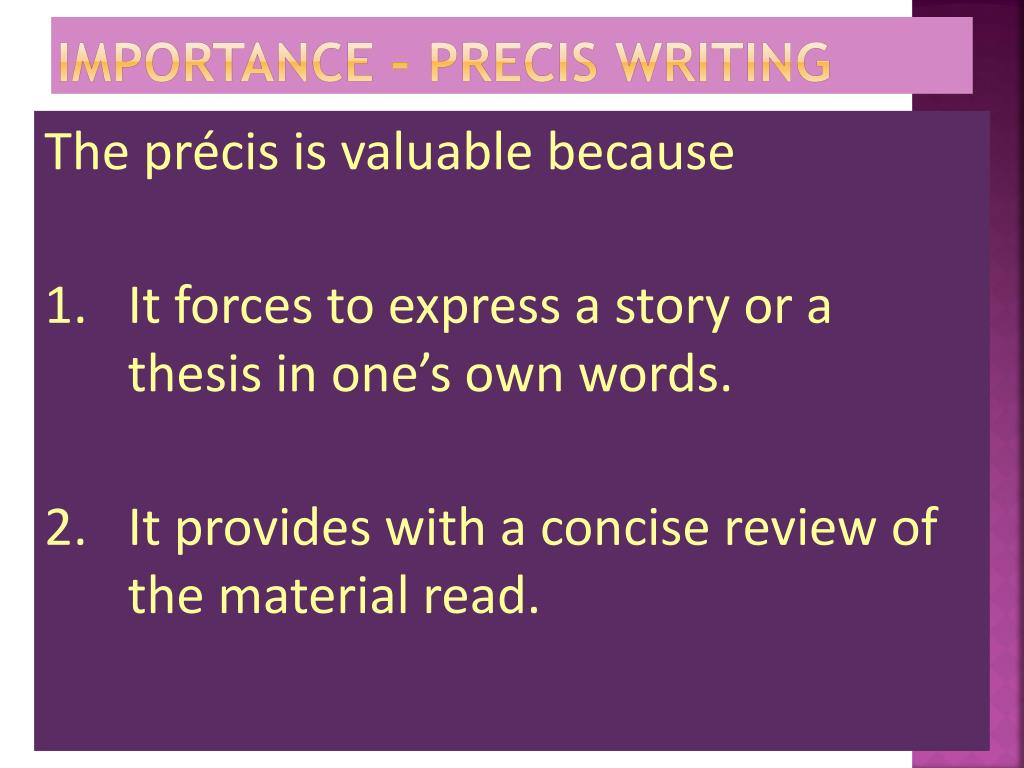 IMPORTANCE - PRECIS WRITING
The précis is valuable because
1. It forces to express a story or a
thesis in one’s own words.
2. It provides with a concise review of
the material read.